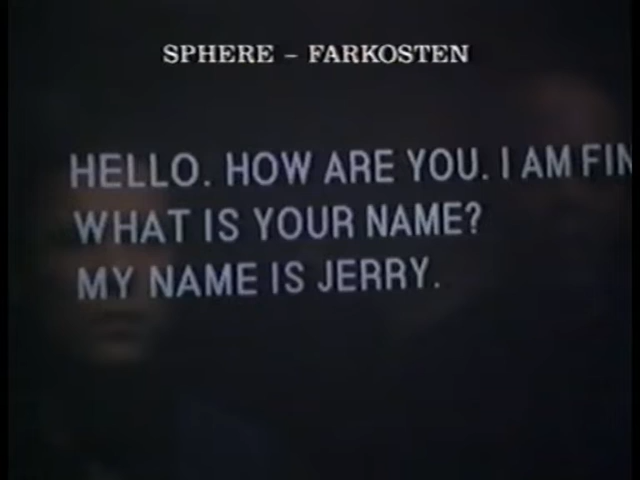 SPHERE – FARKOSTEN
HELLO. HOW ARE YOU. I AM FIN
WHAT IS YOUR NAME?
MY NAME IS JERRY.